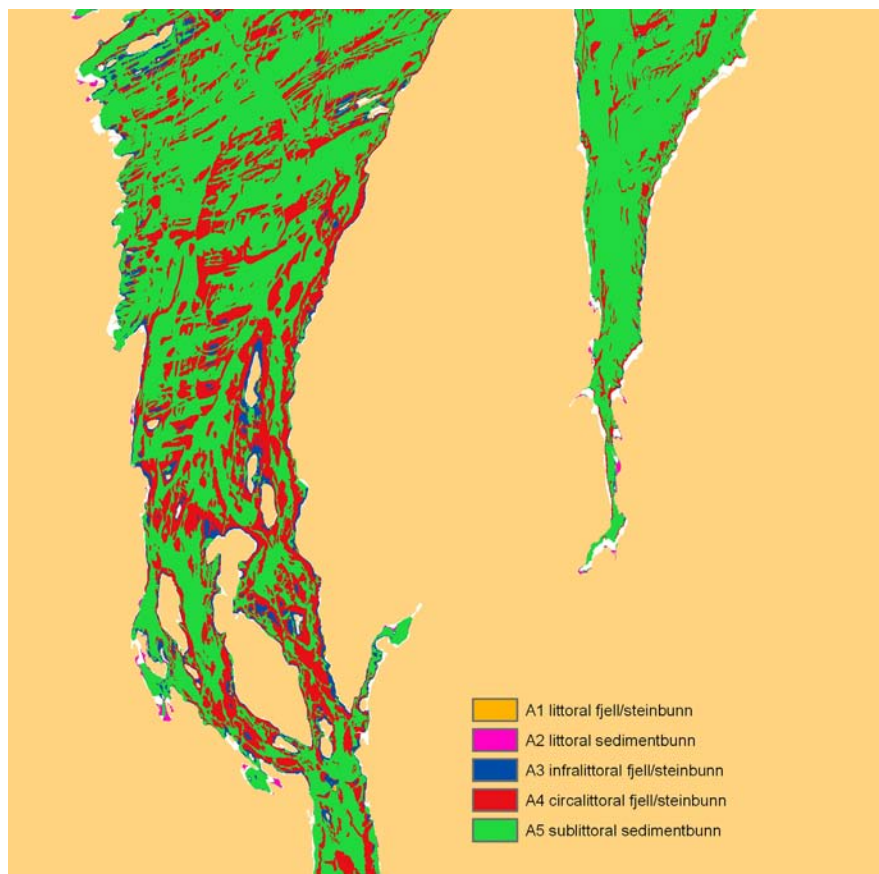 A1 littoral fjell/steinbunn
A2 littoral sedimentbunn
A3 infralittoral fjell/steinbunn
A4 circalittoral fjell/steinbunn
A5 sublittoral sedimentbunn